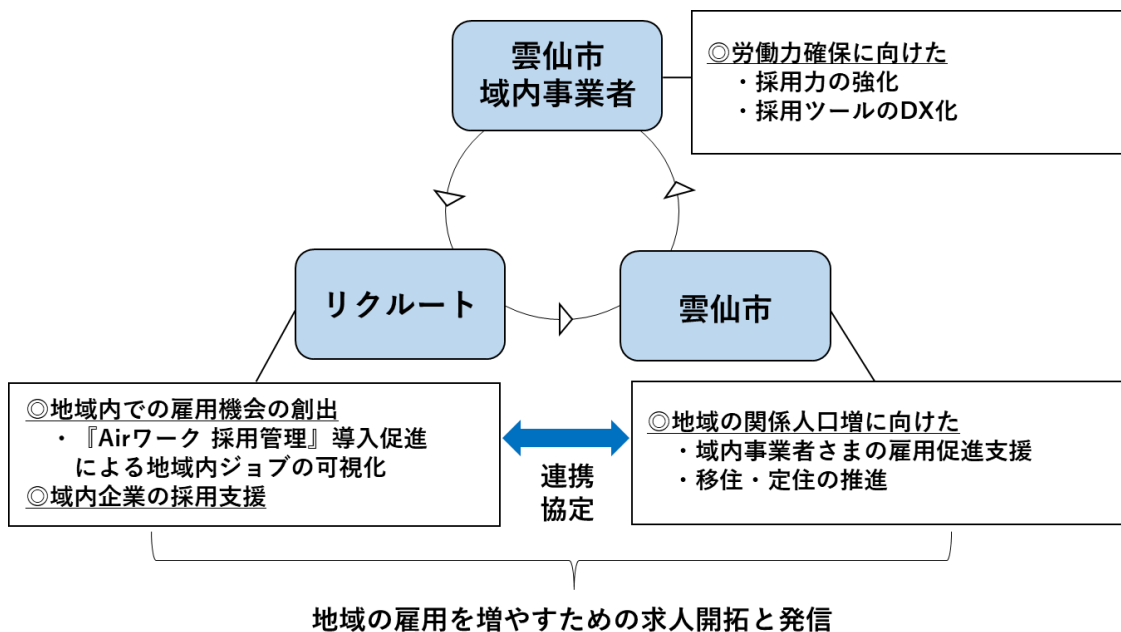 雲仙市
域内事業者
◎労働力確保に向けた
・採用力の強化
・採用ツールのDX化
リクルート
雲仙市
◎地域内での雇用機会の創出
・『Airワーク 採用管理』導入促進
による地域内ジョブの可視化
◎域内企業の採用支援
連携
協定
◎地域の関係人口増に向けた
・域内事業者さまの雇用促進支援
・移住・定住の推進
地域の雇用を増やすための求人開拓と発信